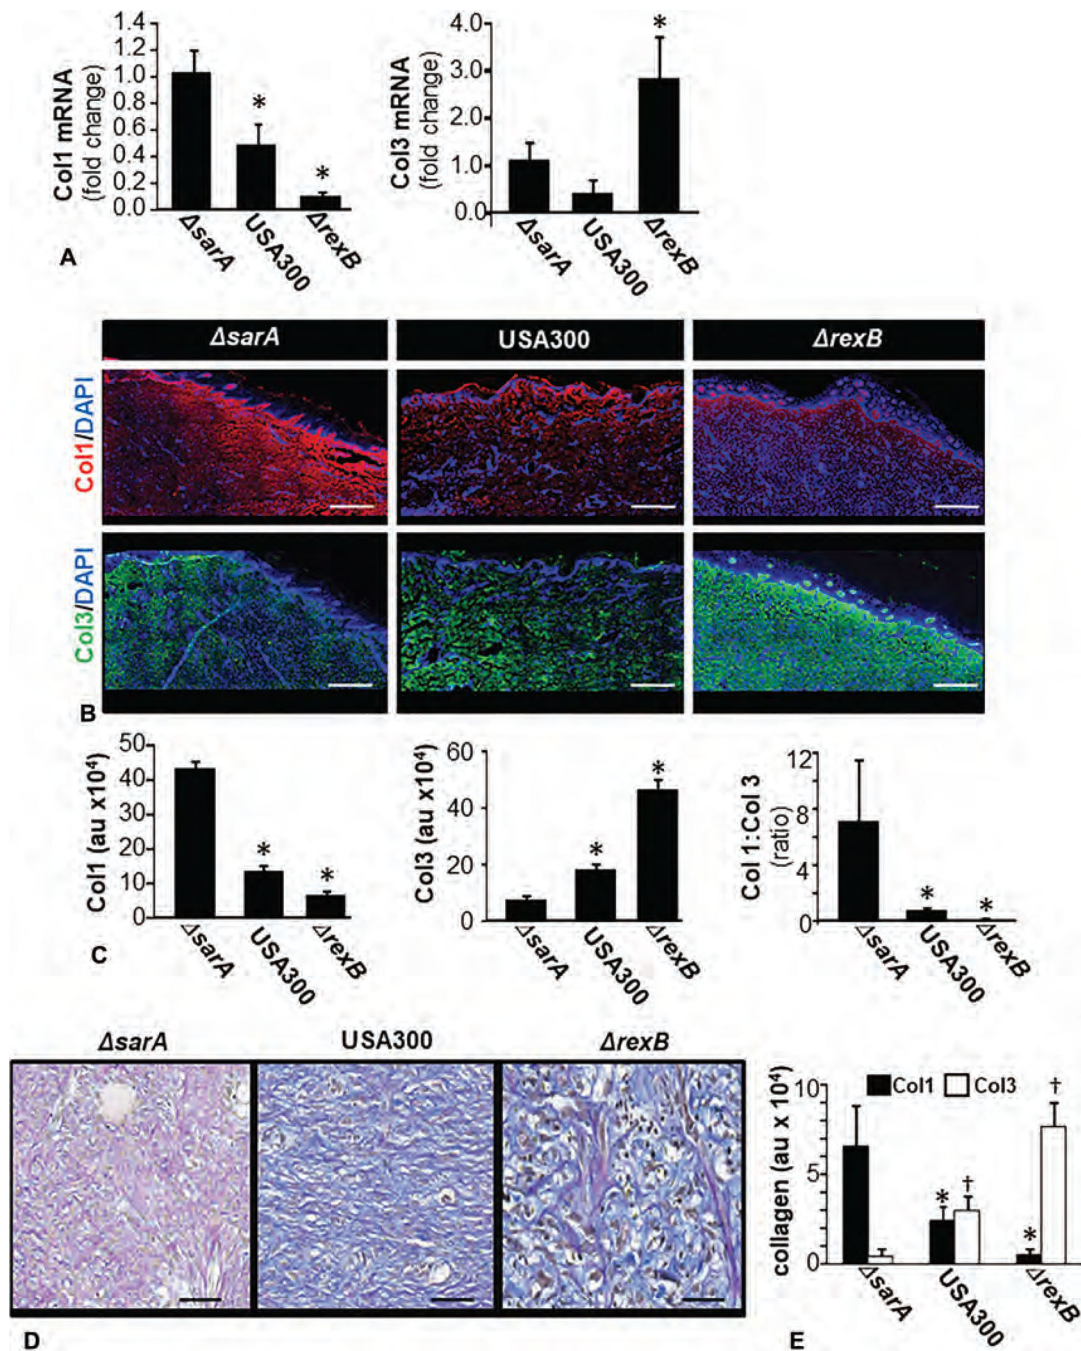 1.4
1.2
1.0
0.8
0.6
0.4
0.2
0.0
Col1 mRNA
(fold change)
*
*
ΔsarA
USA300
ΔrexB
4.0
3.0
2.0
1.0
0.0
Col3 mRNA
(fold change)
*
ΔsarA
USA300
ΔrexB
A
ΔsarA
USA300
ΔrexB
Col1/DAPI
Col3/DAPI
B
50
40
30
20
10
0
Col1 (au x10⁴)
*
*
ΔsarA
USA300
ΔrexB
60
40
20
0
Col3 (au x10⁴)
*
*
ΔsarA
USA300
ΔrexB
12
8
4
0
Col 1:Col 3
(ratio)
*
*
ΔsarA
USA300
ΔrexB
C
ΔsarA
USA300
ΔrexB
D
Col1 Col3
10
5
0
collagen (au x 10⁴)
* †
* †
ΔsarA
USA300
ΔrexB
E